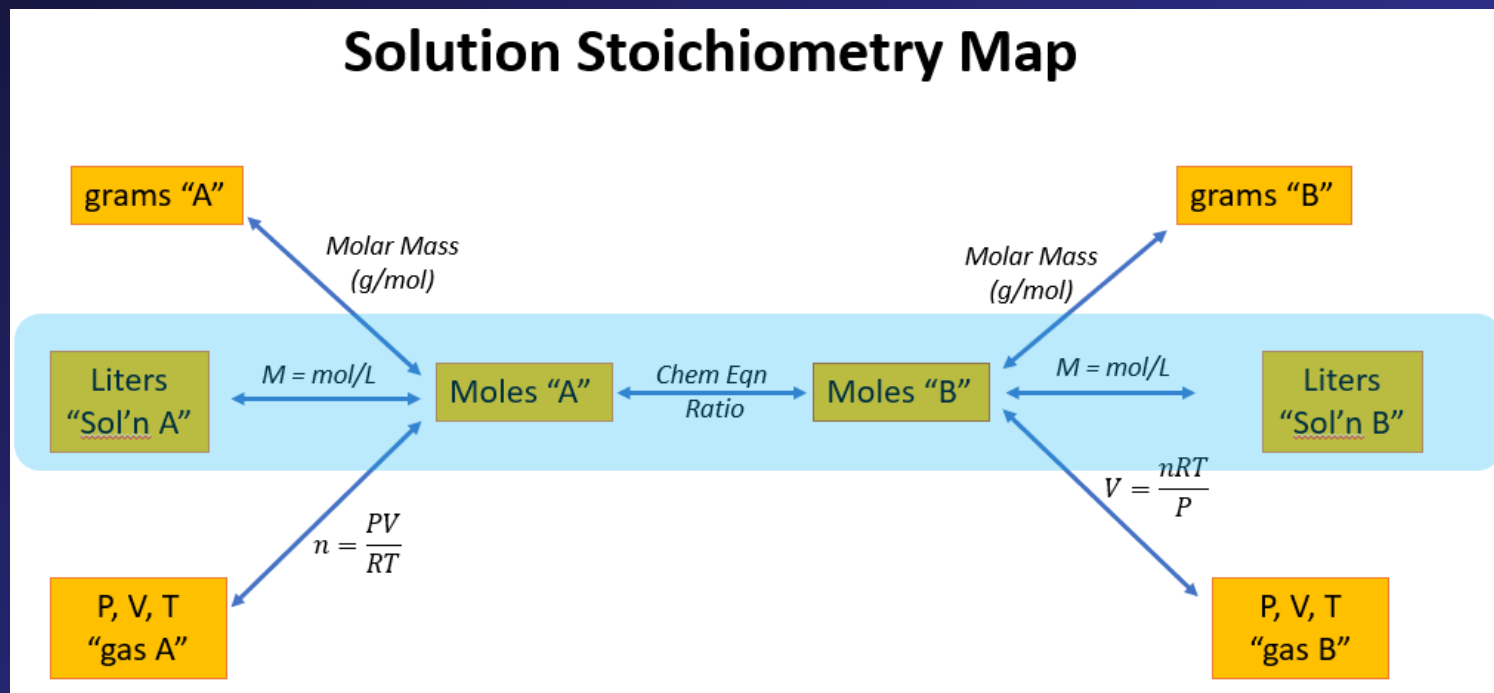 Solution Stoichiometry Map
grams “A”
grams “B”
Molar Mass
(g/mol)
Molar Mass
(g/mol)
Liters
“Sol’n A”
M = mol/L
Moles “A”
Chem Eqn
Ratio
Moles “B”
M = mol/L
Liters
“Sol’n B”
n = PV/RT
V = nRT/P
P, V, T
“gas A”
P, V, T
“gas B”